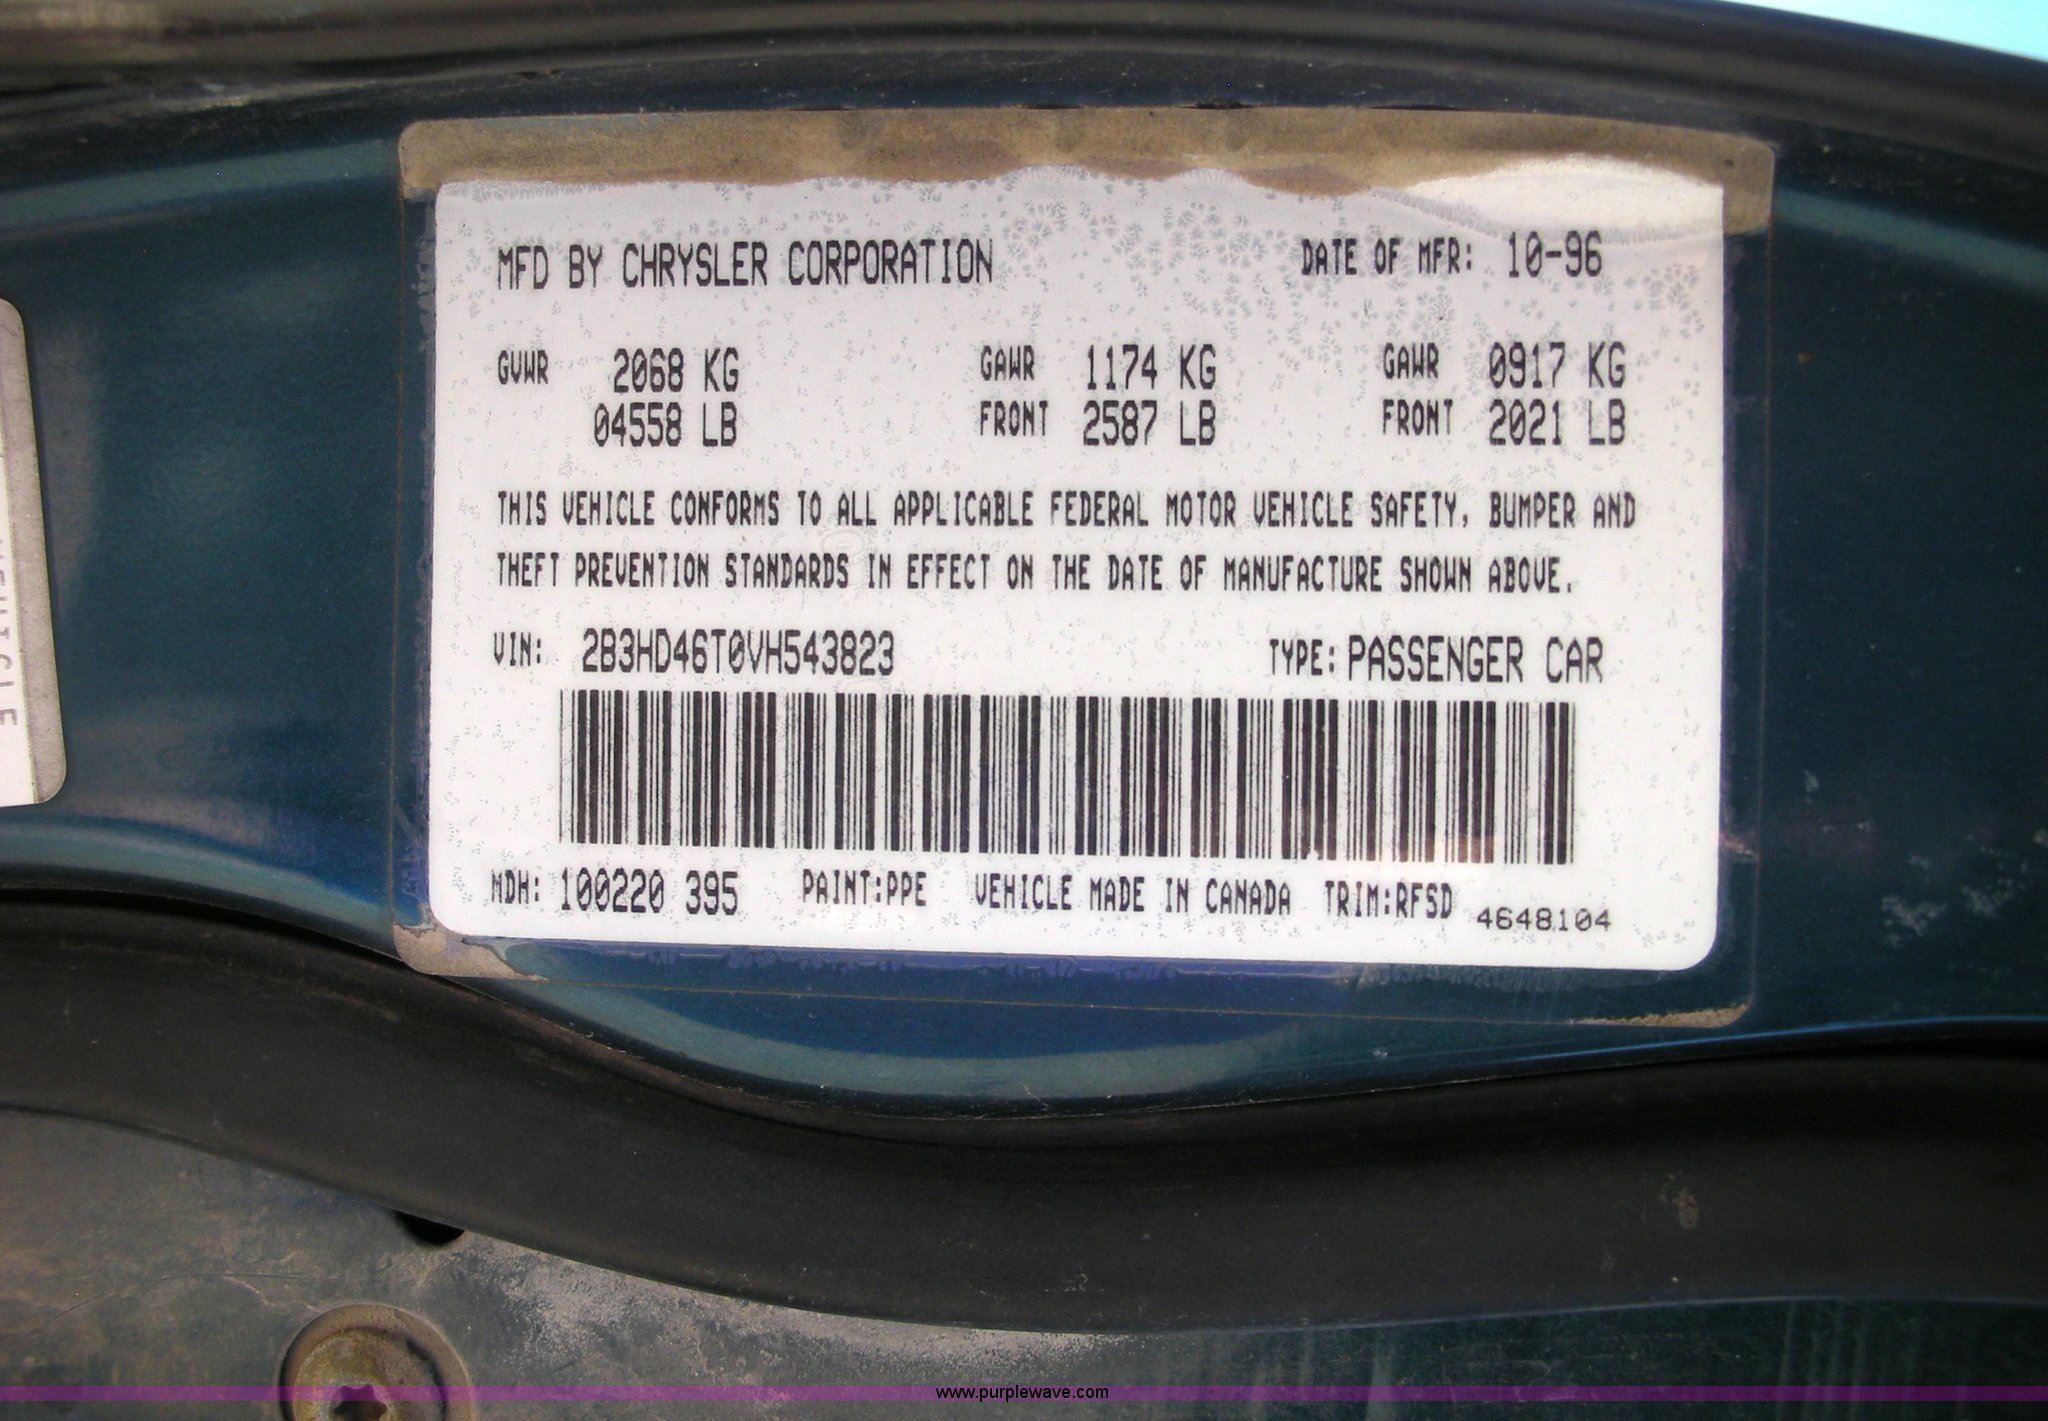 MFD BY CHRYSLER CORPORATION DATE OF MFR: 10-96
GVWR 2068 KG GAWR 1174 KG GAWR 0917 KG
04558 LB FRONT 2587 LB FRONT 2021 LB
THIS VEHICLE CONFORMS TO ALL APPLICABLE FEDERAL MOTOR VEHICLE SAFETY, BUMPER AND
THEFT PREVENTION STANDARDS IN EFFECT ON THE DATE OF MANUFACTURE SHOWN ABOVE.
VIN: 2B3HD46T0VH543823 TYPE: PASSENGER CAR
MDH: 100220 395 PAINT:PPE VEHICLE MADE IN CANADA TRIM:RFSD 4648104
VEHICLE
www.purplewave.com